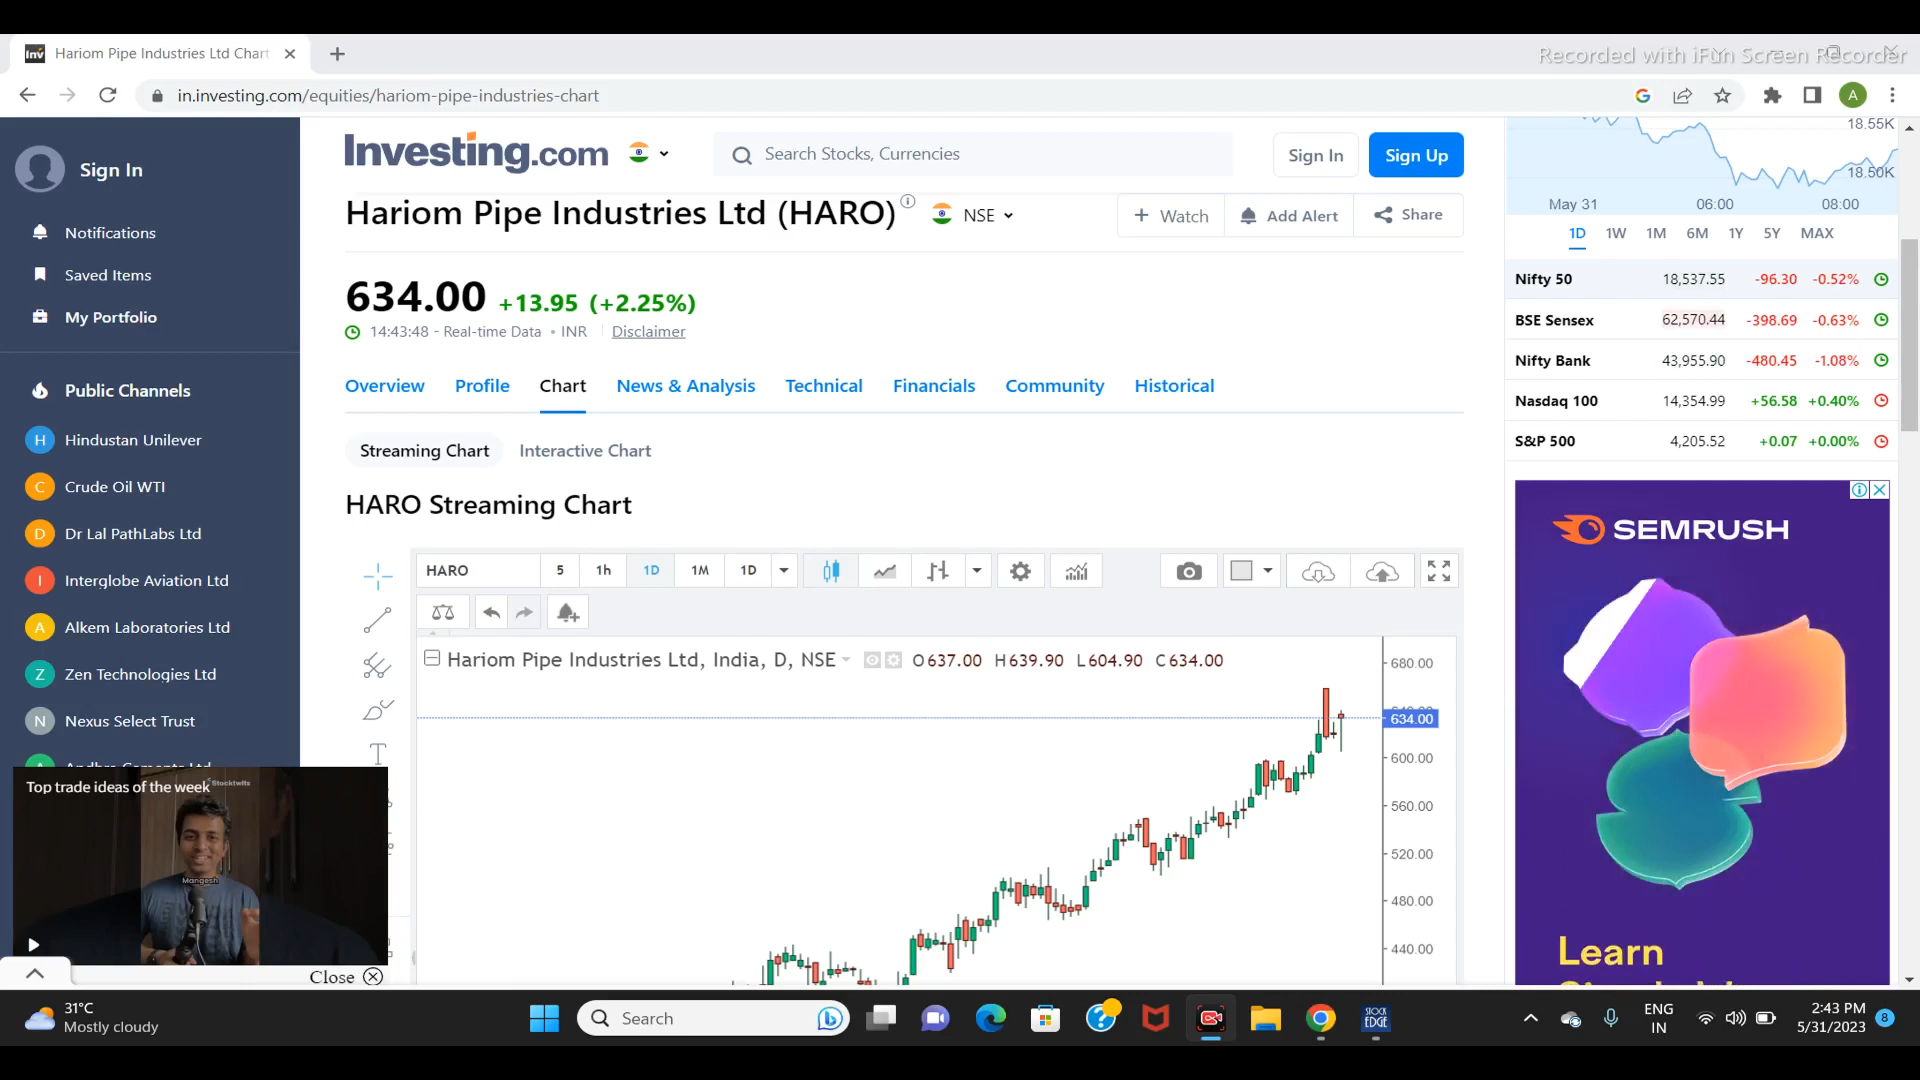 Hariom Pipe Industries Ltd Chart
Recorded with iFun Screen Recorder
in.investing.com/equities/hariom-pipe-industries-chart
A
Sign In
Notifications
Saved Items
My Portfolio
Public Channels
H Hindustan Unilever
C Crude Oil WTI
D Dr Lal PathLabs Ltd
I Interglobe Aviation Ltd
A Alkem Laboratories Ltd
Z Zen Technologies Ltd
N Nexus Select Trust
Top trade ideas of the week
Stocktwits
Mangesh
Close
Investing.com
Search Stocks, Currencies
Sign In
Sign Up
Hariom Pipe Industries Ltd (HARO)
NSE
+ Watch
Add Alert
Share
634.00 +13.95 (+2.25%)
14:43:48 - Real-time Data • INR
Disclaimer
Overview Profile Chart News & Analysis Technical Financials Community Historical
Streaming Chart Interactive Chart
HARO Streaming Chart
HARO 5 1h 1D 1M 1D
Hariom Pipe Industries Ltd, India, D, NSE O637.00 H639.90 L604.90 C634.00
680.00
634.00
600.00
560.00
520.00
480.00
440.00
18.55K
18.50K
May 31 06:00 08:00
1D 1W 1M 6M 1Y 5Y MAX
Nifty 50 18,537.55 -96.30 -0.52%
BSE Sensex 62,570.44 -398.69 -0.63%
Nifty Bank 43,955.90 -480.45 -1.08%
Nasdaq 100 14,354.99 +56.58 +0.40%
S&P 500 4,205.52 +0.07 +0.00%
SEMRUSH
Learn
31°C
Mostly cloudy
Search
STOCK
EDGE
ENG
IN
2:43 PM
5/31/2023
8